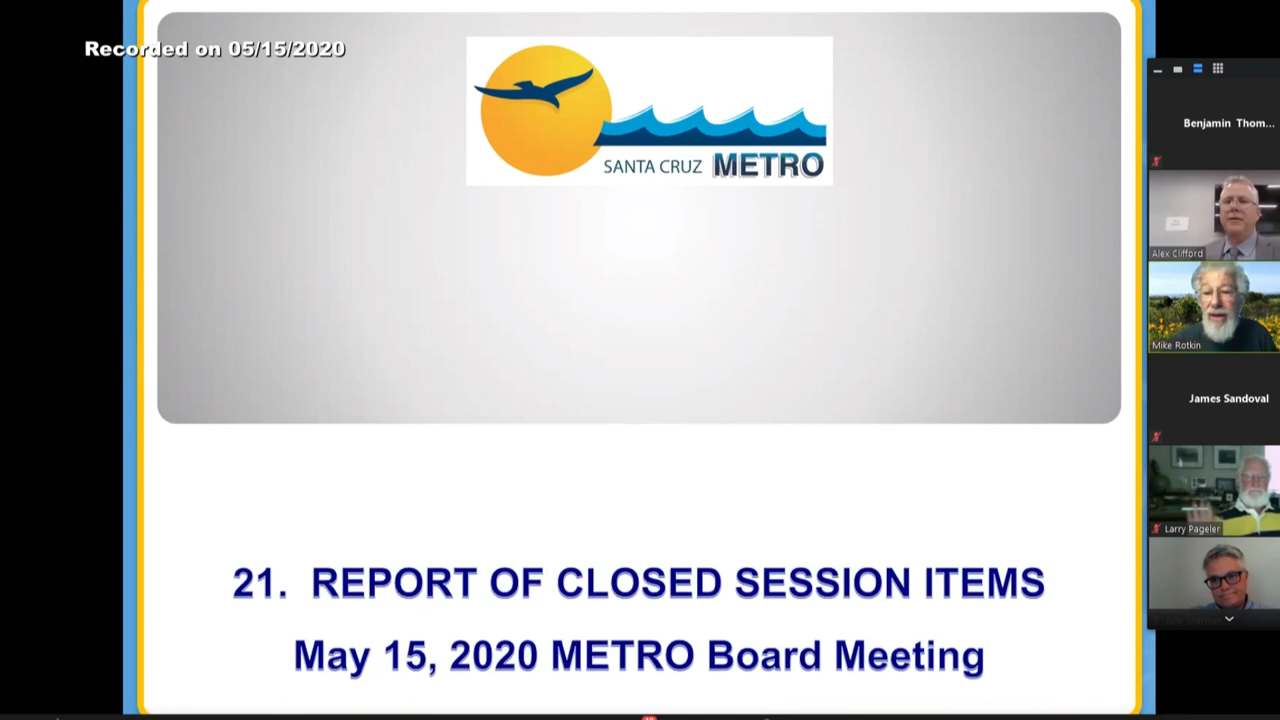 Recorded on 05/15/2020
SANTA CRUZ METRO
21. REPORT OF CLOSED SESSION ITEMS
May 15, 2020 METRO Board Meeting
Benjamin Thom...
Alex Clifford
Mike Rotkin
James Sandoval
Larry Pageler